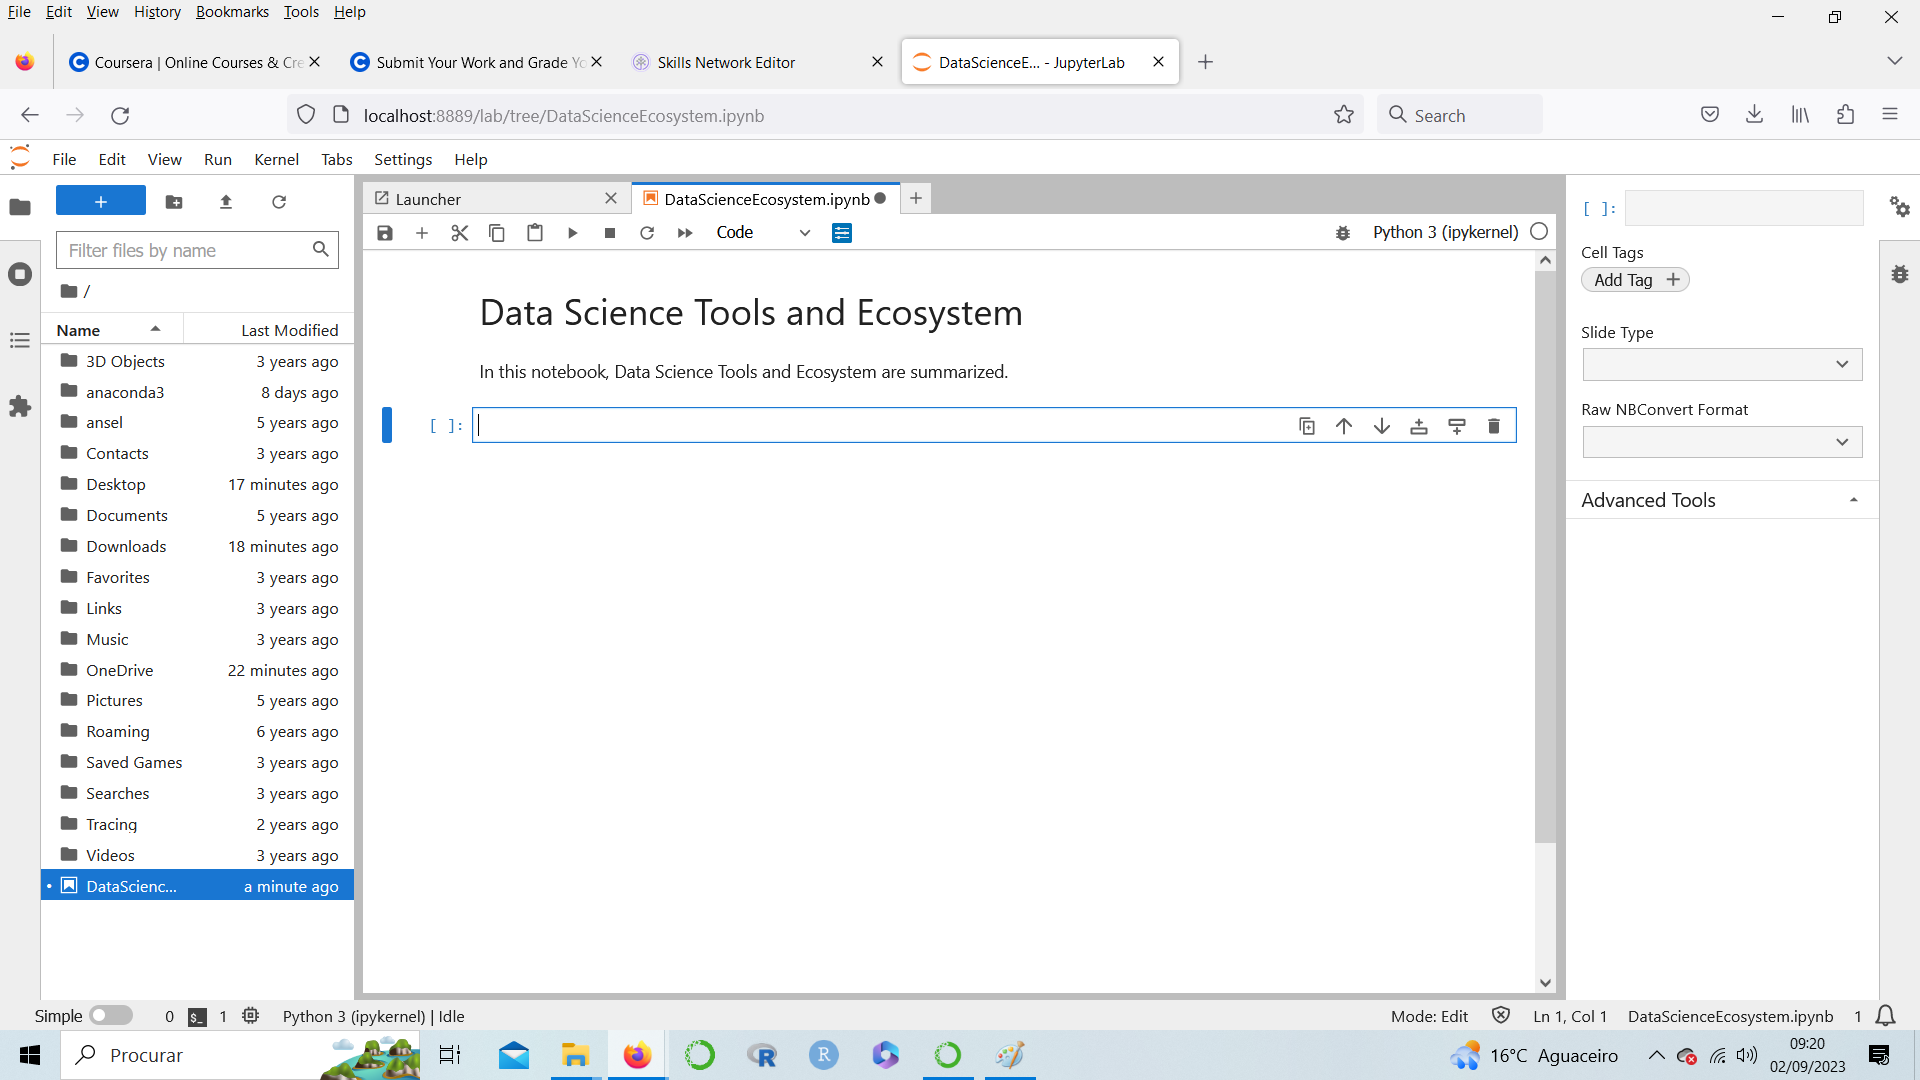 File Edit View History Bookmarks Tools Help
Coursera | Online Courses & Cre
Submit Your Work and Grade Yo
Skills Network Editor
DataScienceE... - JupyterLab
localhost:8889/lab/tree/DataScienceEcosystem.ipynb
Search
File Edit View Run Kernel Tabs Settings Help
Launcher
DataScienceEcosystem.ipynb
Code
Python 3 (ipykernel)
Filter files by name
/
Name Last Modified
3D Objects 3 years ago
anaconda3 8 days ago
ansel 5 years ago
Contacts 3 years ago
Desktop 17 minutes ago
Documents 5 years ago
Downloads 18 minutes ago
Favorites 3 years ago
Links 3 years ago
Music 3 years ago
OneDrive 22 minutes ago
Pictures 5 years ago
Roaming 6 years ago
Saved Games 3 years ago
Searches 3 years ago
Tracing 2 years ago
Videos 3 years ago
DataScienc... a minute ago
Data Science Tools and Ecosystem
In this notebook, Data Science Tools and Ecosystem are summarized.
[ ]:
[ ]:
Cell Tags
Add Tag +
Slide Type
Raw NBConvert Format
Advanced Tools
Simple 0 $_ 1 Python 3 (ipykernel) | Idle Mode: Edit Ln 1, Col 1 DataScienceEcosystem.ipynb 1
Procurar
R
R
16°C Aguaceiro
09:20
02/09/2023